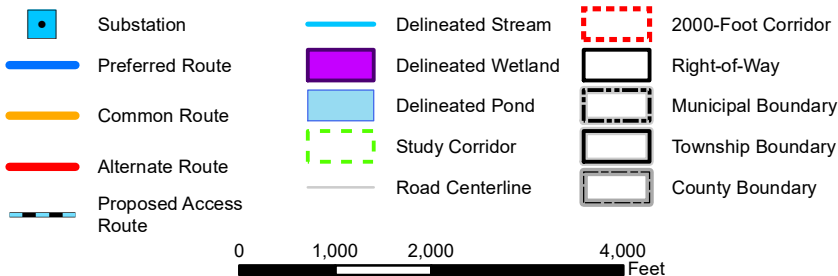 Substation
Preferred Route
Common Route
Alternate Route
Proposed Access
Route
Delineated Stream
Delineated Wetland
Delineated Pond
Study Corridor
Road Centerline
2000-Foot Corridor
Right-of-Way
Municipal Boundary
Township Boundary
County Boundary
0 1,000 2,000 4,000
Feet